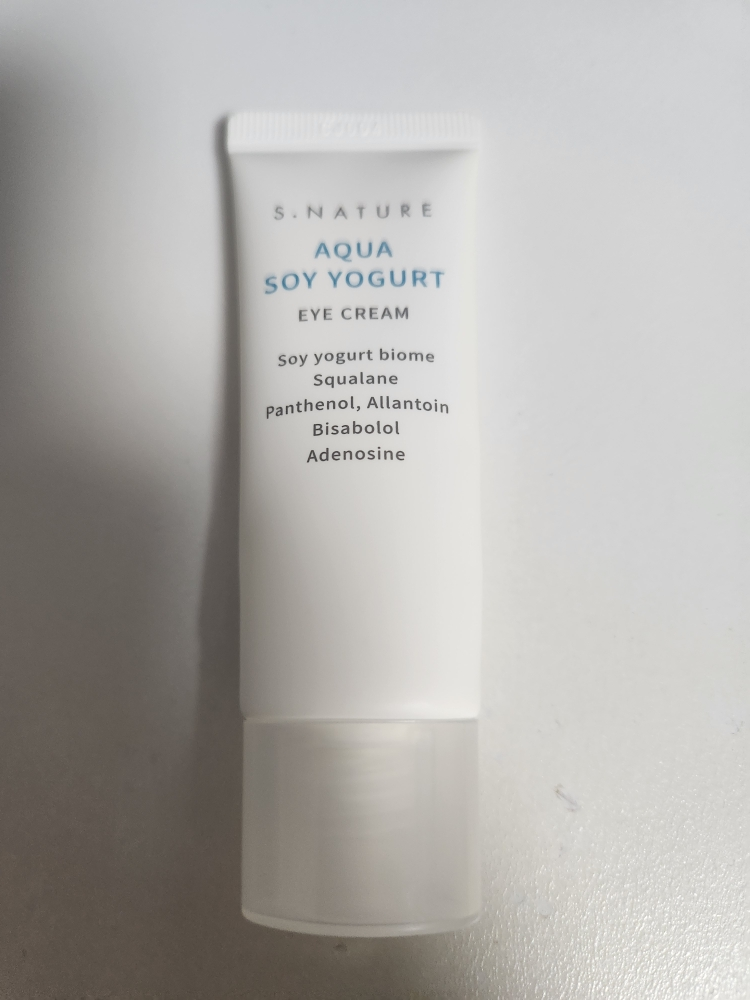 S.NATURE
AQUA
SOY YOGURT
EYE CREAM
Soy yogurt biome
Squalane
Panthenol, Allantoin
Bisabolol
Adenosine